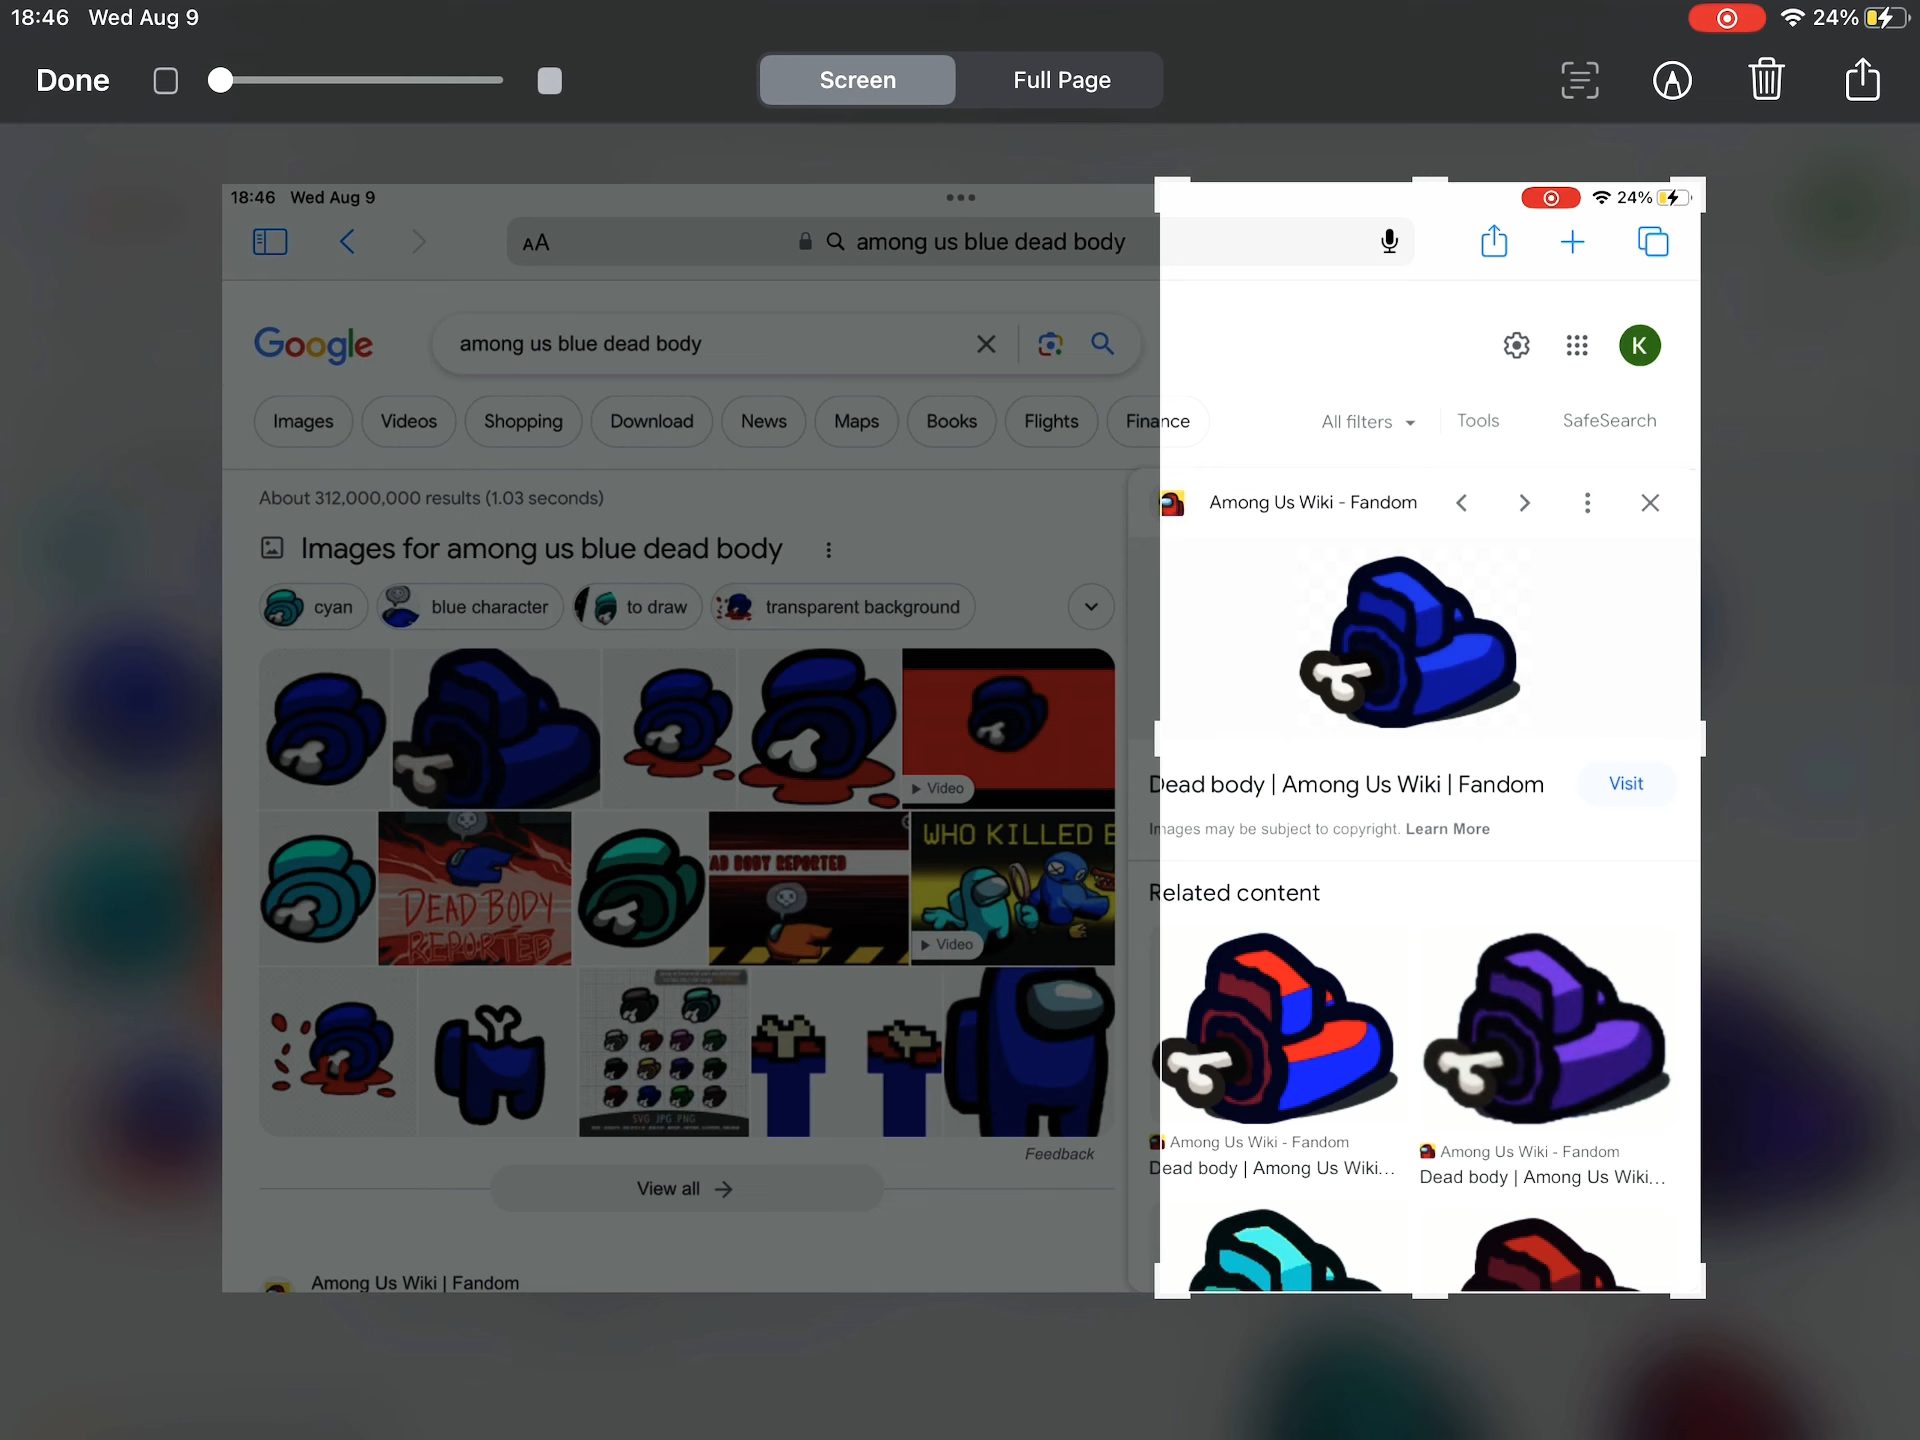 18:46 Wed Aug 9
24%
Done
Screen
Full Page
18:46 Wed Aug 9
24%
AA
among us blue dead body
Google
among us blue dead body
K
Images
Videos
Shopping
Download
News
Maps
Books
Flights
Finance
All filters
Tools
SafeSearch
About 312,000,000 results (1.03 seconds)
Images for among us blue dead body
cyan
blue character
to draw
transparent background
Video
DEAD BODY
REPORTED
AD BODY REPORTED
WHO KILLED
Video
SVG JPG PNG
Feedback
View all
Among Us Wiki | Fandom
Among Us Wiki - Fandom
Dead body | Among Us Wiki | Fandom
Visit
Images may be subject to copyright. Learn More
Related content
Among Us Wiki - Fandom
Dead body | Among Us Wiki...
Among Us Wiki - Fandom
Dead body | Among Us Wiki...